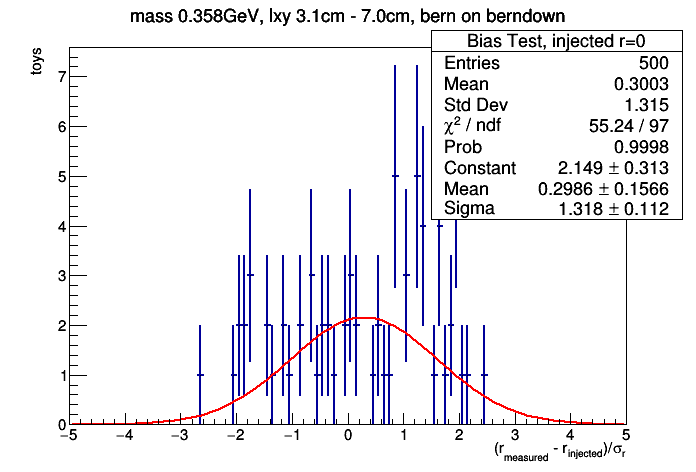 mass 0.358GeV, lxy 3.1cm - 7.0cm, bern on berndown
toys
Bias Test, injected r=0
Entries 500
Mean 0.3003
Std Dev 1.315
χ² / ndf 55.24 / 97
Prob 0.9998
Constant 2.149 ± 0.313
Mean 0.2986 ± 0.1566
Sigma 1.318 ± 0.112
7
6
5
4
3
2
1
0
−5 −4 −3 −2 −1 0 1 2 3 4 5
(r_measured - r_injected)/σ_r